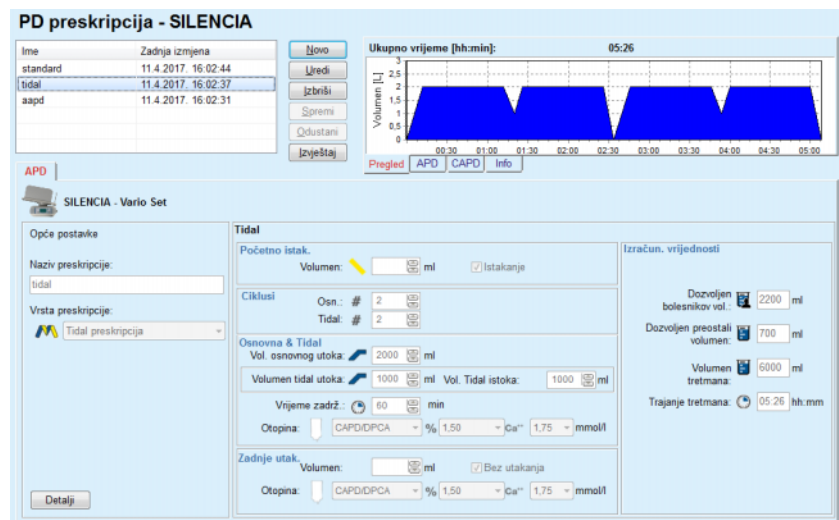 PD preskripcija - SILENCIA
Ime Zadnja izmjena
standard 11.4.2017. 16:02:44
tidal 11.4.2017. 16:02:37
aapd 11.4.2017. 16:02:31
Novo
Uredi
Izbriši
Spremi
Odustani
Izvještaj
Ukupno vrijeme [hh:min]: 05:26
Volumen [L]
3
2,5
2
1,5
1
0,5
0
00:30 01:00 01:30 02:00 02:30 03:00 03:30 04:00 04:30 05:00
Pregled APD CAPD Info
APD
SILENCIA - Vario Set
Opće postavke
Naziv preskripcije:
tidal
Vrsta preskripcije:
Tidal preskripcija
Detalji
Tidal
Početno istak.
Volumen: ml Istakanje
Ciklusi
Osn.: # 2
Tidal: # 2
Osnovna & Tidal
Vol. osnovnog utoka: 2000 ml
Volumen tidal utoka: 1000 ml Vol. Tidal istoka: 1000 ml
Vrijeme zadrž.: 60 min
Otopina: CAPD/DPCA % 1,50 Ca⁺⁺ 1,75 mmol/l
Zadnje utak.
Volumen: ml Bez utakanja
Otopina: CAPD/DPCA % 1,50 Ca⁺⁺ 1,75 mmol/l
Izračun. vrijednosti
Dozvoljen
bolesnikov vol.: 2200 ml
Dozvoljen preostali
volumen: 700 ml
Volumen
tretmana: 6000 ml
Trajanje tretmana: 05:26 hh:mm